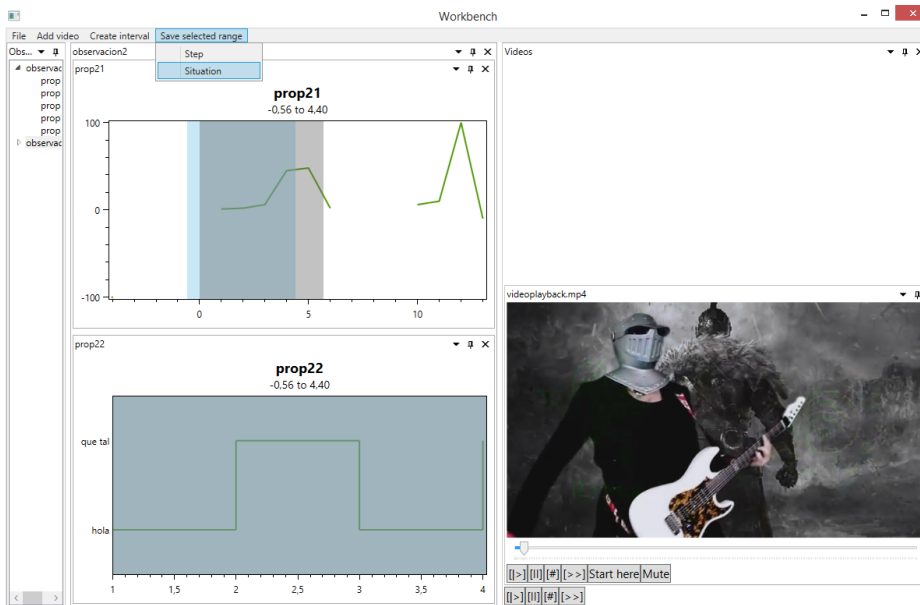 Workbench
File Add video Create interval Save selected range
Step
Situation
Obs...
observac
prop
prop
prop
prop
prop
observac
observacion2
prop21
prop21
-0,56 to 4,40
100
0
-100
0 5 10
prop22
prop22
-0,56 to 4,40
que tal
hola
1 1,5 2 2,5 3 3,5 4
Videos
videoplayback.mp4
[|>] [II] [#] [>>] Start here Mute
[|>] [II] [#] [>>]